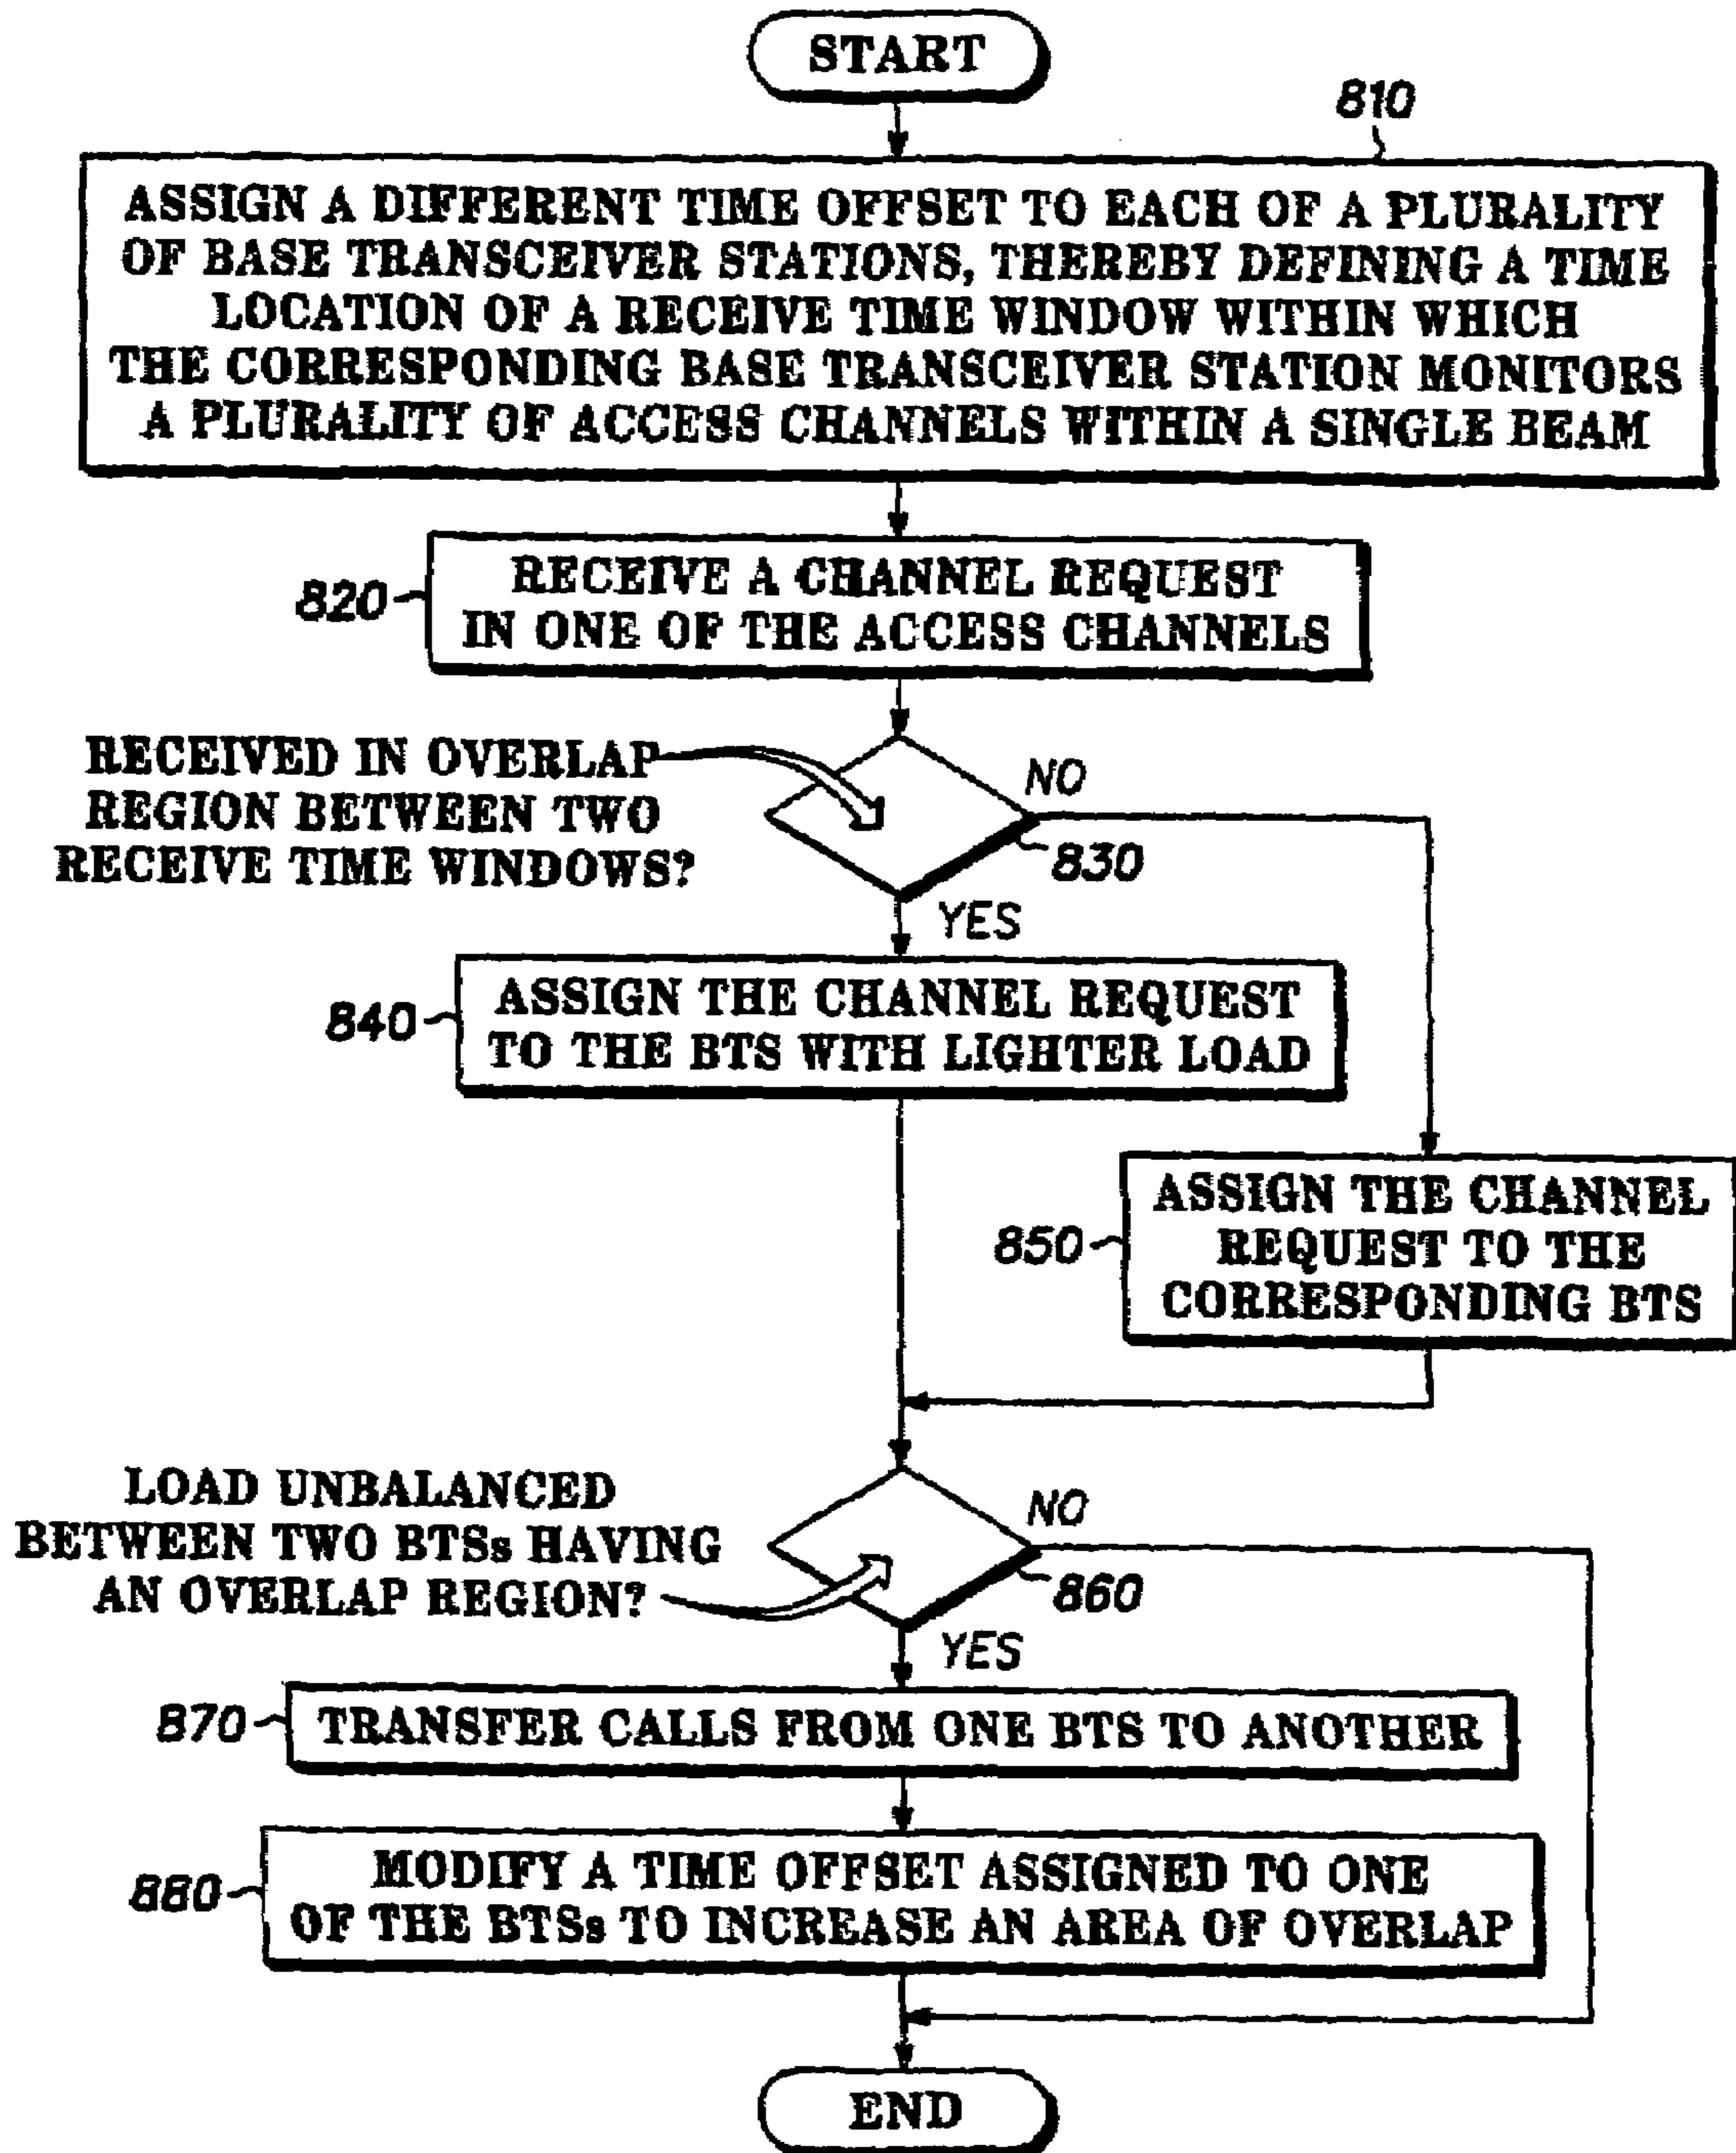 START
810
ASSIGN A DIFFERENT TIME OFFSET TO EACH OF A PLURALITY
OF BASE TRANSCEIVER STATIONS, THEREBY DEFINING A TIME
LOCATION OF A RECEIVE TIME WINDOW WITHIN WHICH
THE CORRESPONDING BASE TRANSCEIVER STATION MONITORS
A PLURALITY OF ACCESS CHANNELS WITHIN A SINGLE BEAM
820
RECEIVE A CHANNEL REQUEST
IN ONE OF THE ACCESS CHANNELS
RECEIVED IN OVERLAP
REGION BETWEEN TWO
RECEIVE TIME WINDOWS?
NO
830
YES
840
ASSIGN THE CHANNEL REQUEST
TO THE BTS WITH LIGHTER LOAD
850
ASSIGN THE CHANNEL
REQUEST TO THE
CORRESPONDING BTS
LOAD UNBALANCED
BETWEEN TWO BTSs HAVING
AN OVERLAP REGION?
NO
860
YES
870
TRANSFER CALLS FROM ONE BTS TO ANOTHER
880
MODIFY A TIME OFFSET ASSIGNED TO ONE
OF THE BTSs TO INCREASE AN AREA OF OVERLAP
END